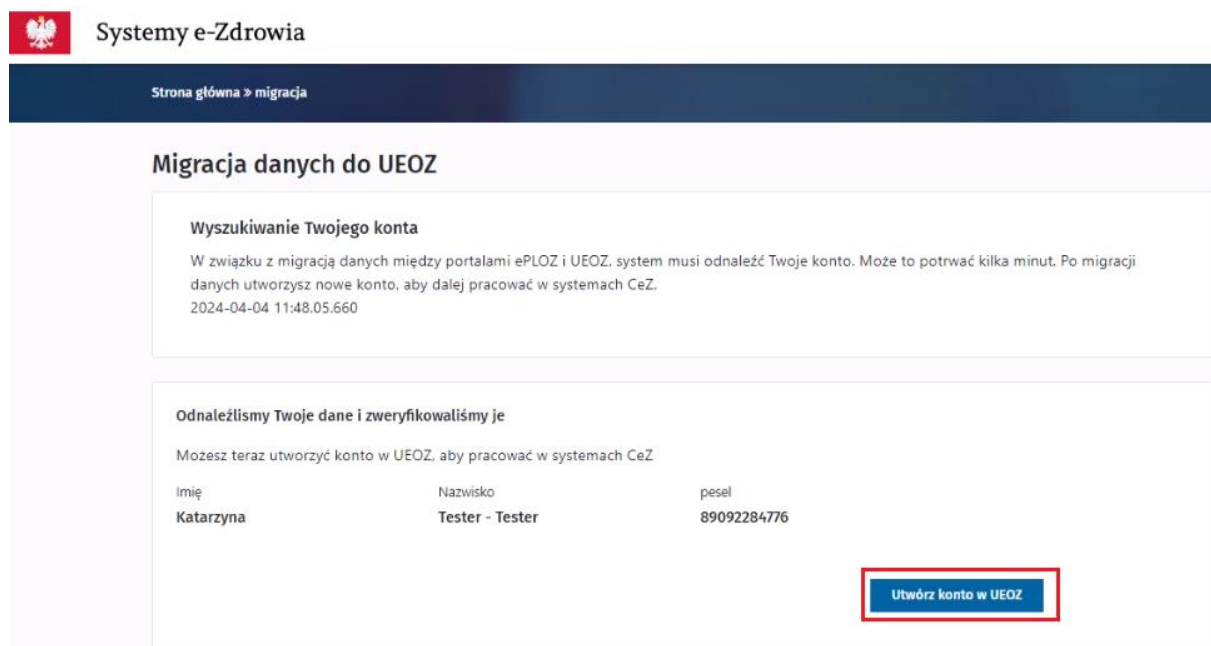 Systemy e-Zdrowia
Strona główna » migracja
Migracja danych do UEOZ
Wyszukiwanie Twojego konta
W związku z migracją danych między portalami ePLOZ i UEOZ, system musi odnaleźć Twoje konto. Może to potrwać kilka minut. Po migracji
danych utworzysz nowe konto, aby dalej pracować w systemach CeZ.
2024-04-04 11:48.05.660
Odnaleźlismy Twoje dane i zweryfikowaliśmy je
Możesz teraz utworzyć konto w UEOZ, aby pracować w systemach CeZ
Imię Nazwisko pesel
Katarzyna Tester - Tester 89092284776
Utwórz konto w UEOZ